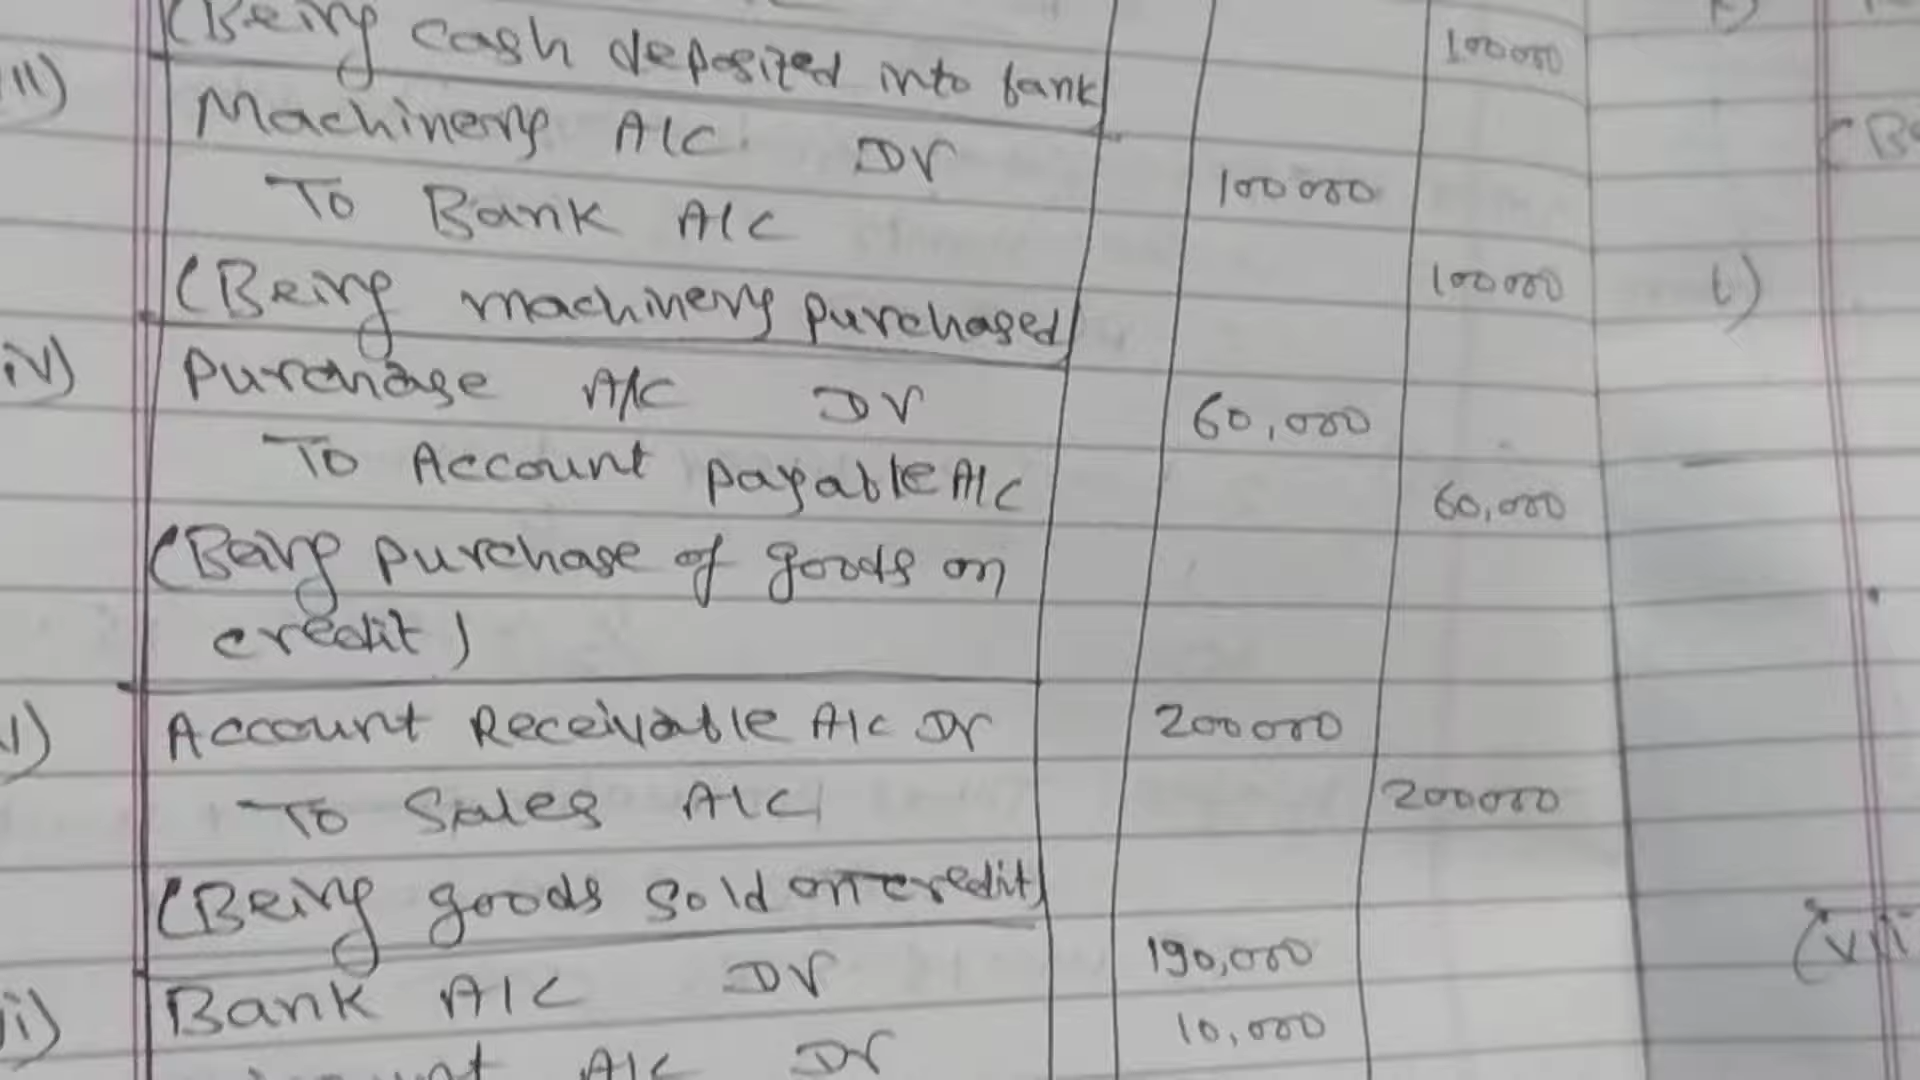 (Being cash deposited into bank 100000
iii) Machinery A/C Dr 100000
To Bank A/C 100000
(Being machinery purchased)
iv) Purchase A/C Dr 60,000
To Account payable A/C 60,000
(Being purchase of goods on
credit)
Account Receivable A/C Dr 200000
To Sales A/C 200000
(Being goods sold on credit)
Bank A/C Dr 190,000
A/C Dr 10,000
(Be
(vii